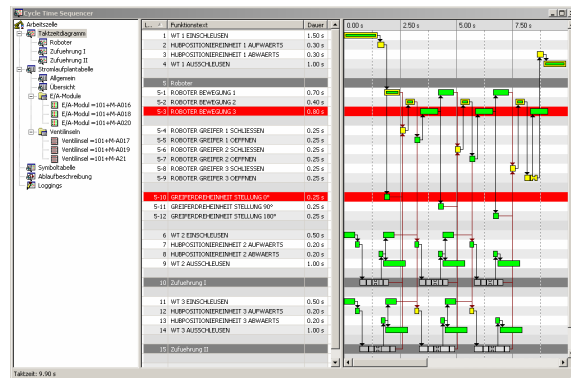 Cycle Time Sequencer
Arbeitszelle
Taktzeitdiagramm
Roboter
Zufuehrung I
Zufuehrung II
Stromlaufplantabelle
Allgemein
Übersicht
E/A-Module
E/A-Modul =101+M-A016
E/A-Modul =101+M-A018
E/A-Modul =101+M-A020
Ventilinseln
Ventilinsel =101+M-A017
Ventilinsel =101+M-A019
Ventilinsel =101+M-A21
Symboltabelle
Ablaufbeschreibung
Loggings
L... Funktionstext Dauer 0.00 s 2.50 s 5.00 s 7.50 s
1 WT 1 EINSCHLEUSEN 1.50 s
2 HUBPOSITIONIEREINHEIT 1 AUFWAERTS 0.30 s
3 HUBPOSITIONIEREINHEIT 1 ABWAERTS 0.30 s
4 WT 1 AUSSCHLEUSEN 1.00 s
5 Roboter
5-1 ROBOTER BEWEGUNG 1 0.70 s
5-2 ROBOTER BEWEGUNG 2 0.40 s
5-3 ROBOTER BEWEGUNG 3 0.80 s
5-4 ROBOTER GREIFER 1 SCHLIESSEN 0.25 s
5-5 ROBOTER GREIFER 1 OEFFNEN 0.25 s
5-6 ROBOTER GREIFER 2 SCHLIESSEN 0.25 s
5-7 ROBOTER GREIFER 2 OEFFNEN 0.25 s
5-8 ROBOTER GREIFER 3 SCHLIESSEN 0.25 s
5-9 ROBOTER GREIFER 3 OEFFNEN 0.25 s
5-10 GREIFERDREHEINHEIT STELLUNG 0° 0.25 s
5-11 GREIFERDREHEINHEIT STELLUNG 90° 0.25 s
5-12 GREIFERDREHEINHEIT STELLUNG 180° 0.25 s
6 WT 2 EINSCHLEUSEN 0.50 s
7 HUBPOSITIONIEREINHEIT 2 AUFWAERTS 0.20 s
8 HUBPOSITIONIEREINHEIT 2 ABWAERTS 0.20 s
9 WT 2 AUSSCHLEUSEN 1.00 s
10 Zufuehrung I
11 WT 3 EINSCHLEUSEN 0.50 s
12 HUBPOSITIONIEREINHEIT 3 AUFWAERTS 0.20 s
13 HUBPOSITIONIEREINHEIT 3 ABWAERTS 0.20 s
14 WT 3 AUSSCHLEUSEN 1.00 s
15 Zufuehrung II
Taktzeit: 9.90 s